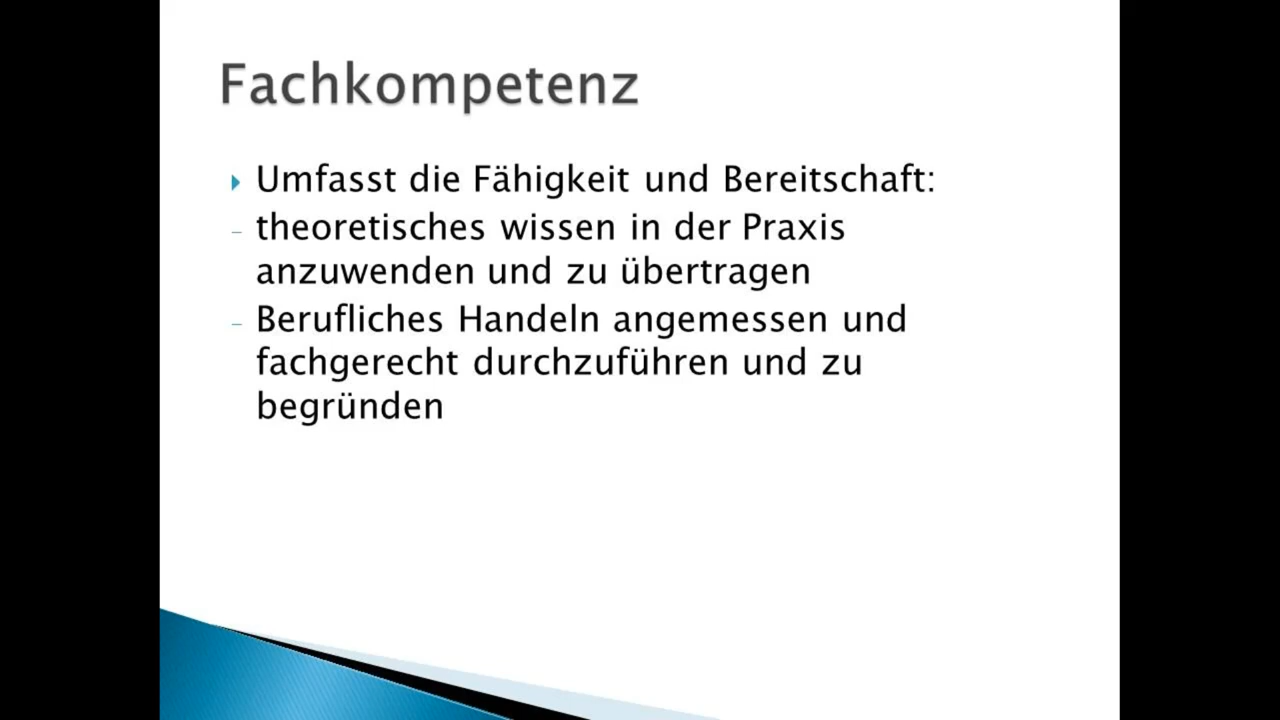 Fachkompetenz
Umfasst die Fähigkeit und Bereitschaft:
- theoretisches wissen in der Praxis
anzuwenden und zu übertragen
- Berufliches Handeln angemessen und
fachgerecht durchzuführen und zu
begründen